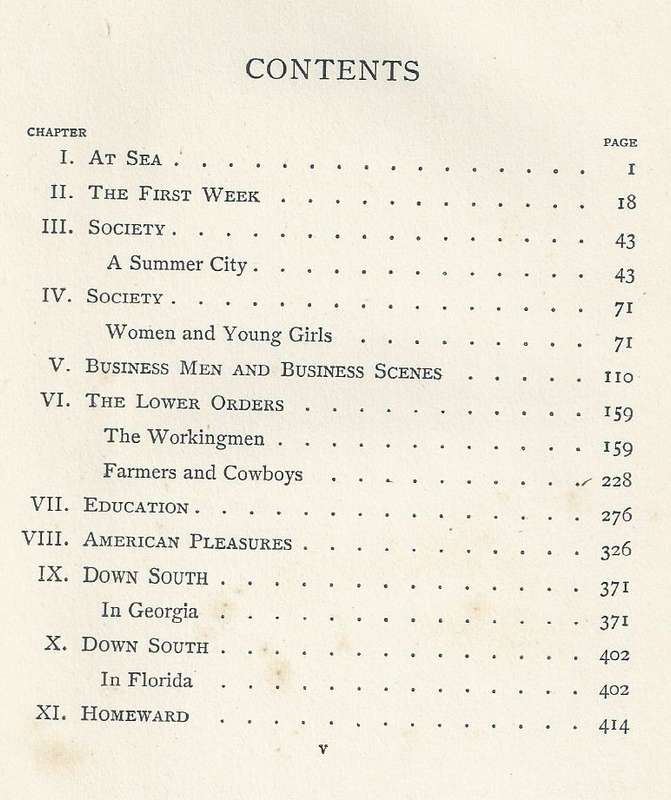 CONTENTS
CHAPTER PAGE
I. AT SEA . . . . . . . . . . . . . . . . 1
II. THE FIRST WEEK . . . . . . . . . . . . 18
III. SOCIETY . . . . . . . . . . . . . . . . 43
A Summer City . . . . . . . . . . . . . 43
IV. SOCIETY . . . . . . . . . . . . . . . . 71
Women and Young Girls . . . . . . . . . 71
V. BUSINESS MEN AND BUSINESS SCENES . . . . . 110
VI. THE LOWER ORDERS . . . . . . . . . . . 159
The Workingmen . . . . . . . . . . . . 159
Farmers and Cowboys . . . . . . . . . . 228
VII. EDUCATION . . . . . . . . . . . . . . . 276
VIII. AMERICAN PLEASURES . . . . . . . . . . . 326
IX. DOWN SOUTH . . . . . . . . . . . . . . 371
In Georgia . . . . . . . . . . . . . . 371
X. DOWN SOUTH . . . . . . . . . . . . . . 402
In Florida . . . . . . . . . . . . . . 402
XI. HOMEWARD . . . . . . . . . . . . . . 414
v